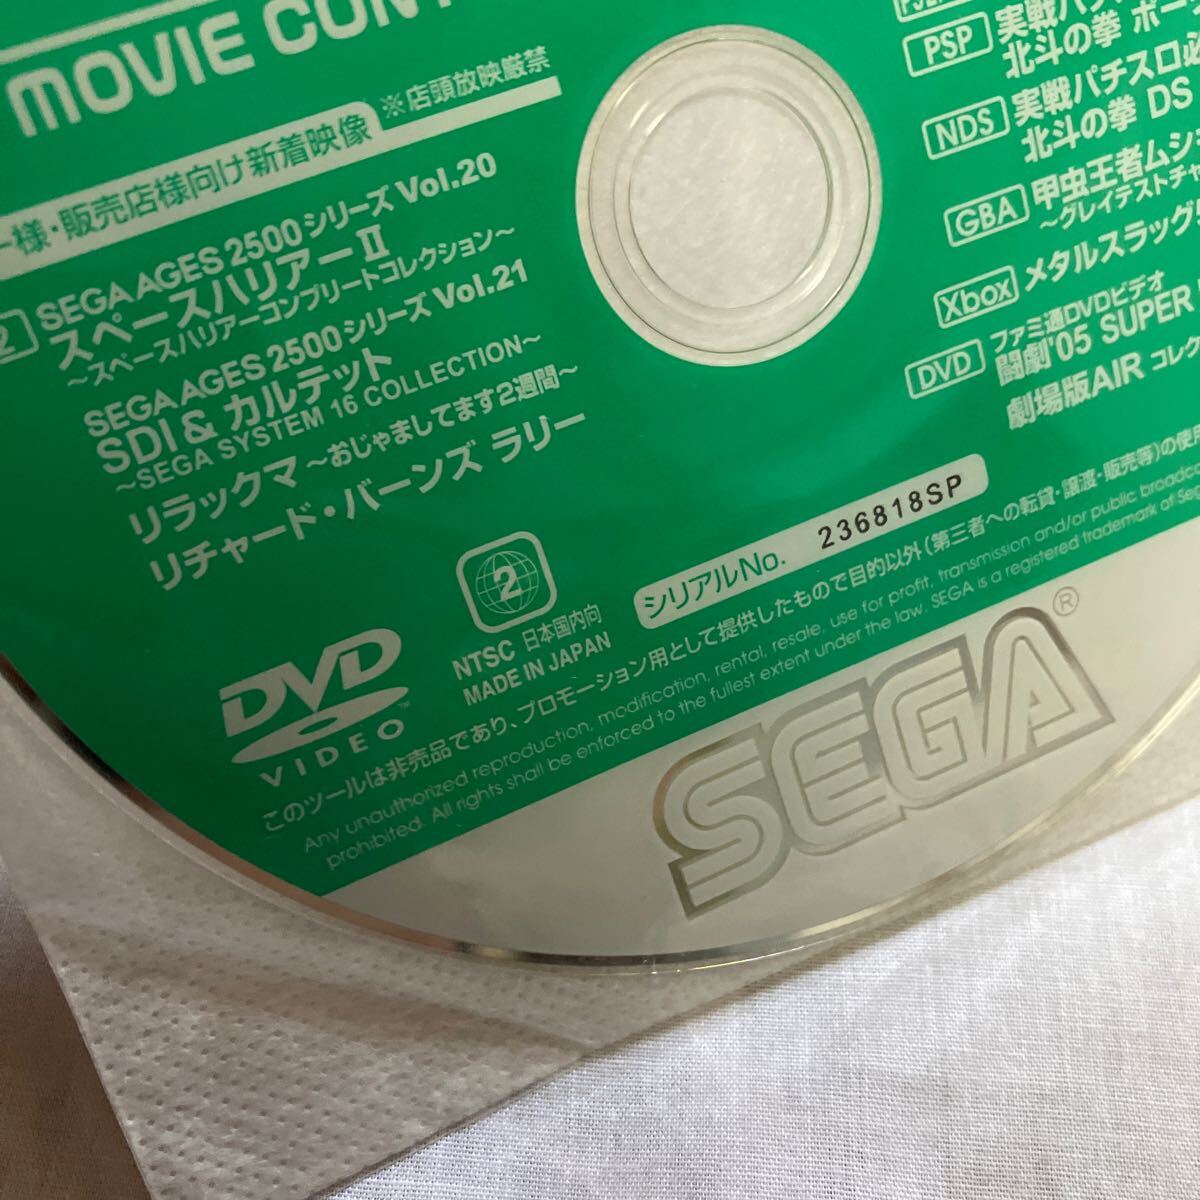 MOVIE
※店頭放映厳禁
様・販売店様向け新着映像
2
SEGA AGES 2500シリーズ Vol.20
スペースハリアーII
～スペースハリアーコンプリートコレクション～
SEGA AGES 2500シリーズ Vol.21
SDI & カルテット
～SEGA SYSTEM 16 COLLECTION～
リラックマ ～おじゃましてます2週間～
リチャード・バーンズ ラリー
PSP
実戦パチ
北斗の拳
NDS
実戦パチスロ必
北斗の拳 DS
GBA
甲虫王者ムシ
～グレイテストチャ
Xbox
メタルスラッグ
DVD
ファミ通DVDビデオ
闘劇'05 SUPER
劇場版AIR コレク
シリアルNo.
236818SP
2
NTSC 日本国内向
MADE IN JAPAN
DVD
VIDEO
このツールは非売品であり、プロモーション用として提供したもので目的以外(第三者への転貸・譲渡・販売等)の使
Any unauthorized reproduction, modification, rental, resale, use for profit, transmission and/or public broadca
prohibited. All rights shall be enforced to the fullest extent under the law. SEGA is a registered trademark of Se
SEGA®